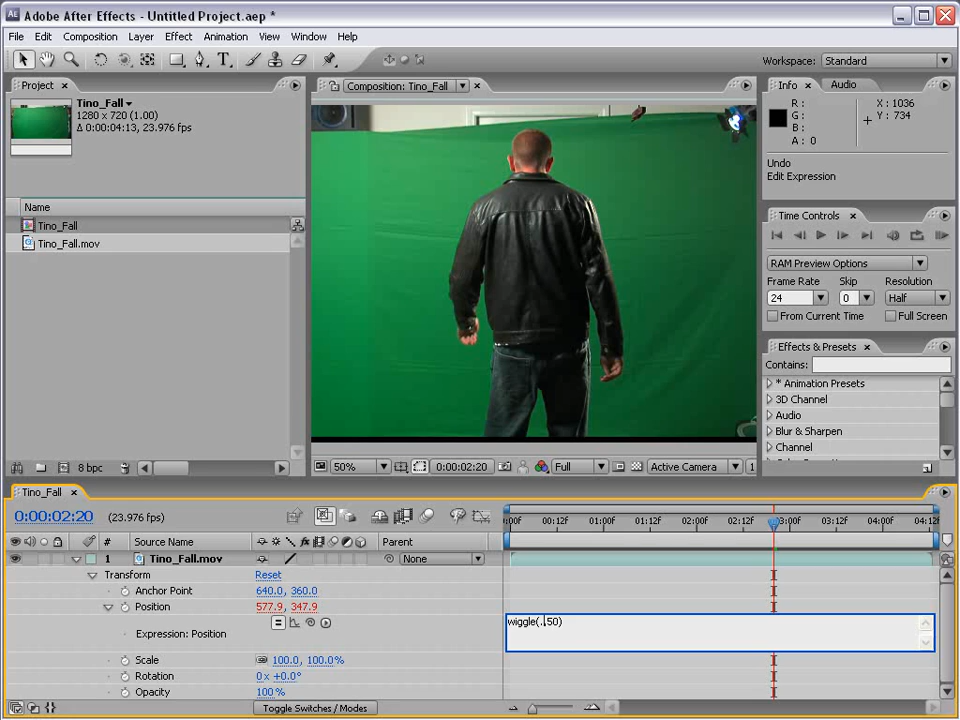 Adobe After Effects - Untitled Project.aep *
File Edit Composition Layer Effect Animation View Window Help
Workspace: Standard
Project
Tino_Fall
1280 x 720 (1.00)
Δ 0:00:04:13, 23.976 fps
Name
Tino_Fall
Tino_Fall.mov
8 bpc
Composition: Tino_Fall
50% 0:00:02:20 Full Active Camera 1
Info Audio
R : X : 1036
G : Y : 734
B :
A : 0
Undo
Edit Expression
Time Controls
RAM Preview Options
Frame Rate Skip Resolution
24 0 Half
From Current Time Full Screen
Effects & Presets
Contains:
* Animation Presets
3D Channel
Audio
Blur & Sharpen
Channel
Tino_Fall
0:00:02:20 (23.976 fps)
:00f 00:12f 01:00f 01:12f 02:00f 02:12f 03:00f 03:12f 04:00f 04:12f
# Source Name Parent
1 Tino_Fall.mov None
Transform Reset
Anchor Point 640.0, 360.0
Position 577.9, 347.9
Expression: Position
wiggle(.,50)
Scale 100.0, 100.0%
Rotation 0 x +0.0°
Opacity 100 %
Toggle Switches / Modes